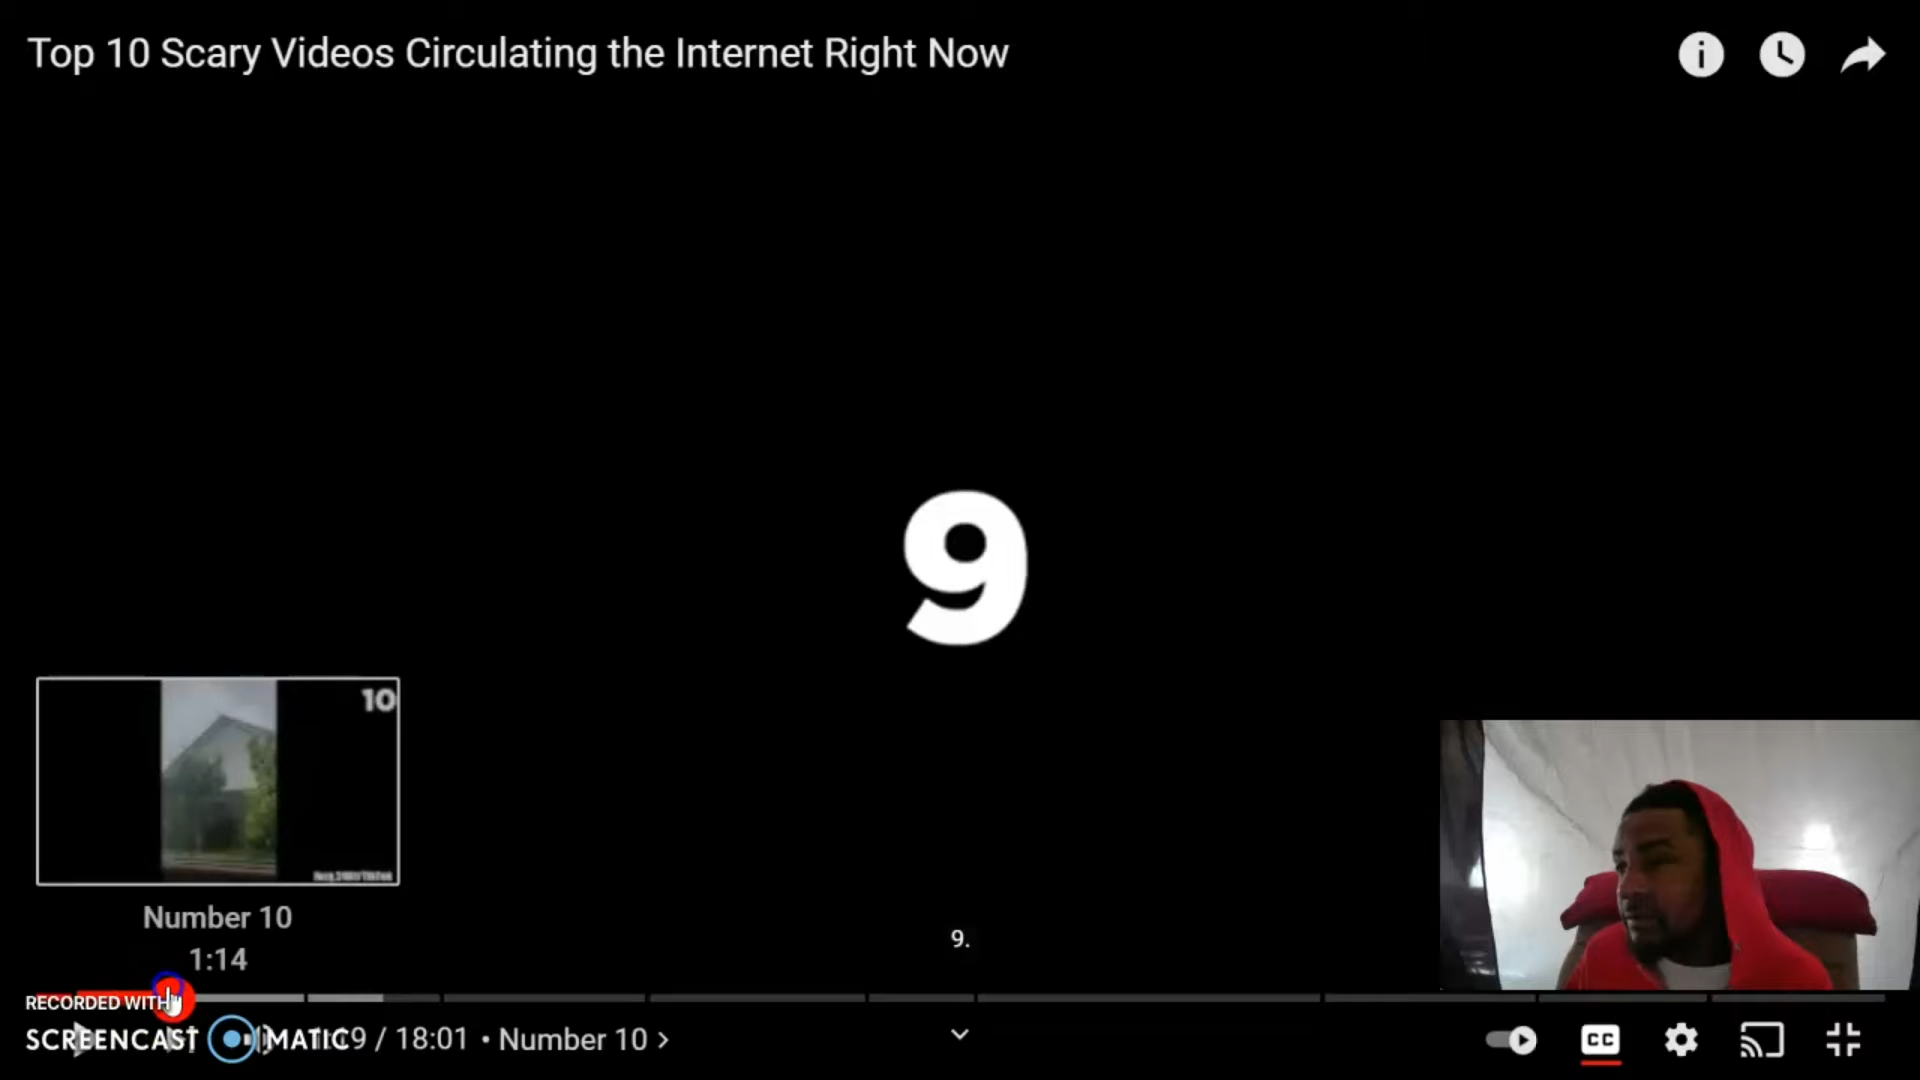 Top 10 Scary Videos Circulating the Internet Right Now
9
10
Number 10
1:14
9.
RECORDED WITH
SCREENCAST MATIC
19 / 18:01 • Number 10 >
CC